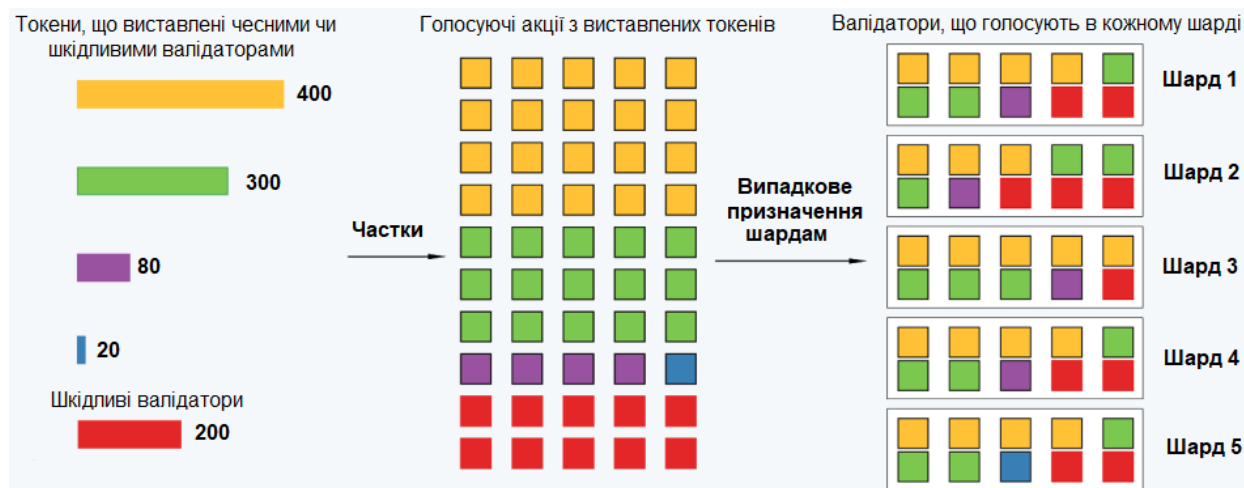 Токени, що виставлені чесними чи
шкідливими валідаторами
400
300
80
20
Шкідливі валідатори
200
Частки
Голосуючі акції з виставлених токенів
Випадкове
призначення
шардам
Валідатори, що голосують в кожному шарді
Шард 1
Шард 2
Шард 3
Шард 4
Шард 5